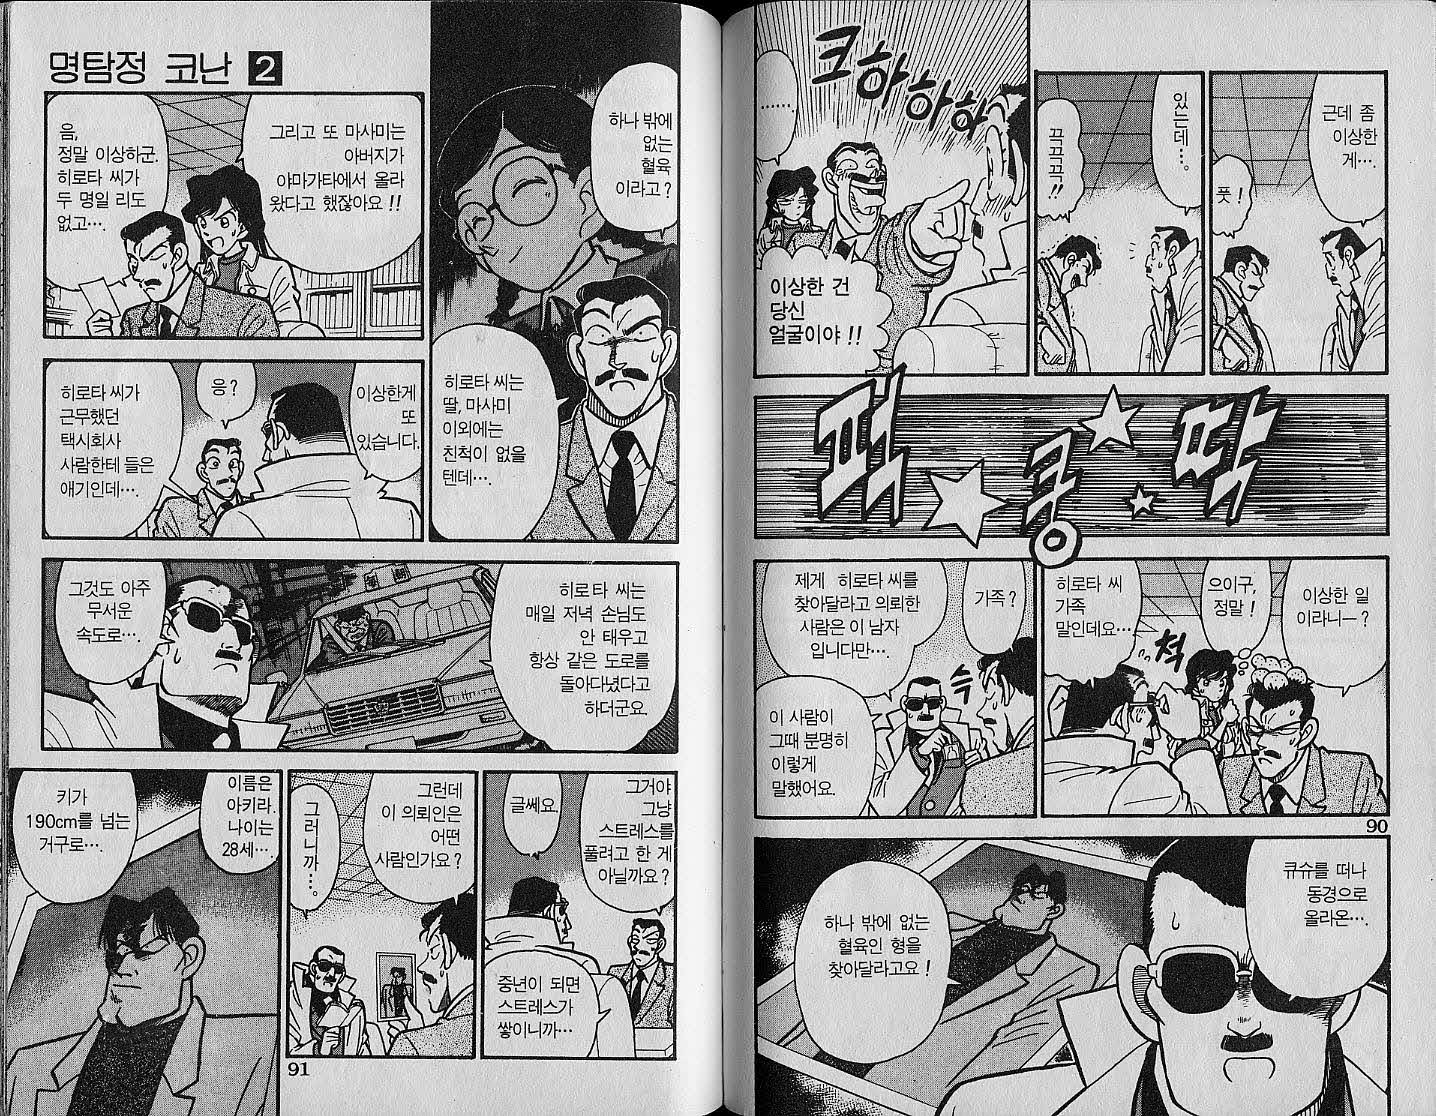 근데 좀
이상한
게….
풋!
있는데….
끅끅끅!!
크하하하
…….
이상한 건
당신
얼굴이야!!
퍽 쿵 딱
이상한 일
이라니―?
으이구,
정말!
히로타 씨
가족
말인데요….
척
가족?
슥
제게 히로타 씨를
찾아달라고 의뢰한
사람은 이 남자
입니다만….
이 사람이
그때 분명히
이렇게
말했어요.
90
큐슈를 떠나
동경으로
올라온….
하나 밖에 없는
혈육인 형을
찾아달라고요!
명탐정 코난 2
하나 밖에
없는
혈육
이라고?
히로타 씨는
딸, 마사미
이외에는
친척이 없을
텐데….
그리고 또 마사미는
아버지가
야마가타에서 올라
왔다고 했잖아요!!
음,
정말 이상하군.
히로타 씨가
두 명일 리도
없고….
이상한게
또
있습니다.
응?
히로타 씨가
근무했던
택시회사
사람한테 들은
얘기인데….
히로타 씨는
매일 저녁 손님도
안 태우고
항상 같은 도로를
돌아다녔다고
하더군요.
그것도 아주
무서운
속도로….
그거야
그냥
스트레스를
풀려고 한 게
아닐까요?
글쎄요.
중년이 되면
스트레스가
쌓이니까…
그런데
이 의뢰인은
어떤
사람인가요?
그러니까….
이름은
아키라.
나이는
28세….
키가
190cm를 넘는
거구로….
91